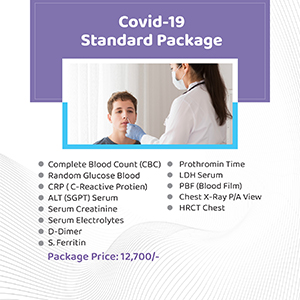 Covid-19
Standard Package
Complete Blood Count (CBC)
Random Glucose Blood
CRP ( C-Reactive Protien)
ALT (SGPT) Serum
Serum Creatinine
Serum Electrolytes
D-Dimer
S. Ferritin
Prothromin Time
LDH Serum
PBF (Blood Film)
Chest X-Ray P/A View
HRCT Chest
Package Price: 12,700/-